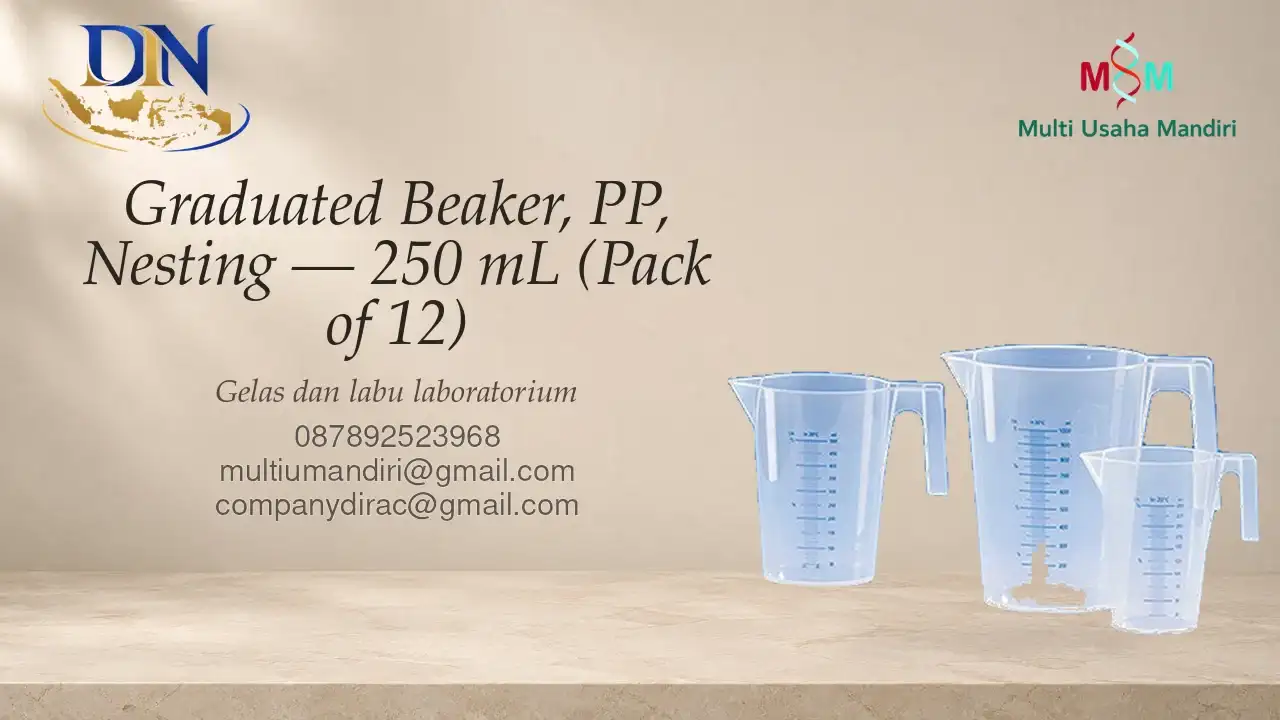 DN
M M
Multi Usaha Mandiri
Graduated Beaker, PP,
Nesting — 250 mL (Pack
of 12)
Gelas dan labu laboratorium
087892523968
multiumandiri@gmail.com
companydirac@gmail.com